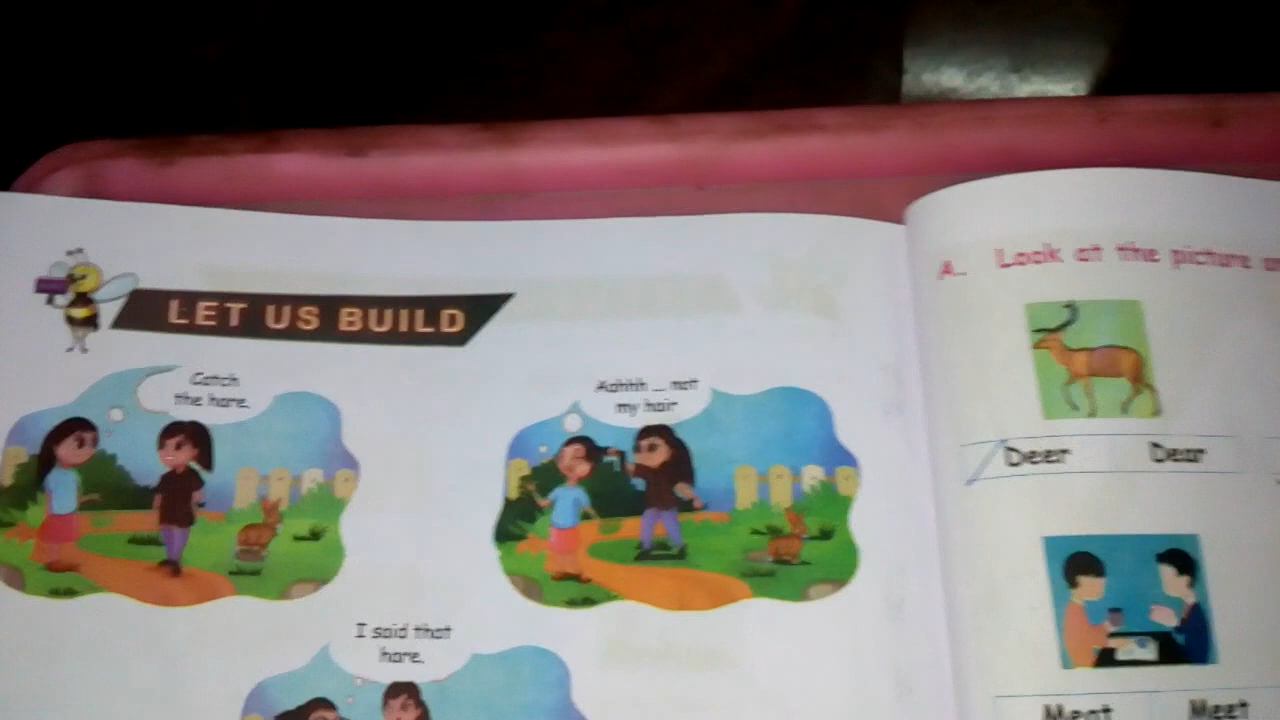 LET US BUILD
Catch
the hare.
Aahhh ... not
my hair
I said that
hare.
A. Look at the picture
Deer Dear
Meat Meet